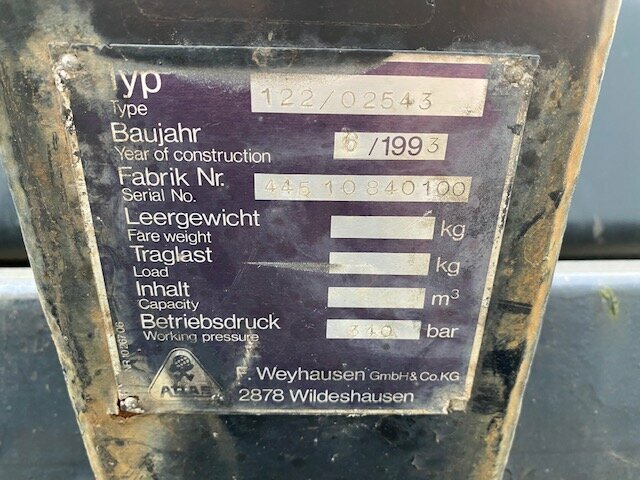 Typ
Type
122/02543
Baujahr
Year of construction
6/1993
Fabrik Nr.
Serial No.
445 10 840100
Leergewicht
Fare weight
kg
Traglast
Load
kg
Inhalt
Capacity
m³
Betriebsdruck
Working pressure
340 bar
ATLAS
F. Weyhausen GmbH & Co. KG
2878 Wildeshausen